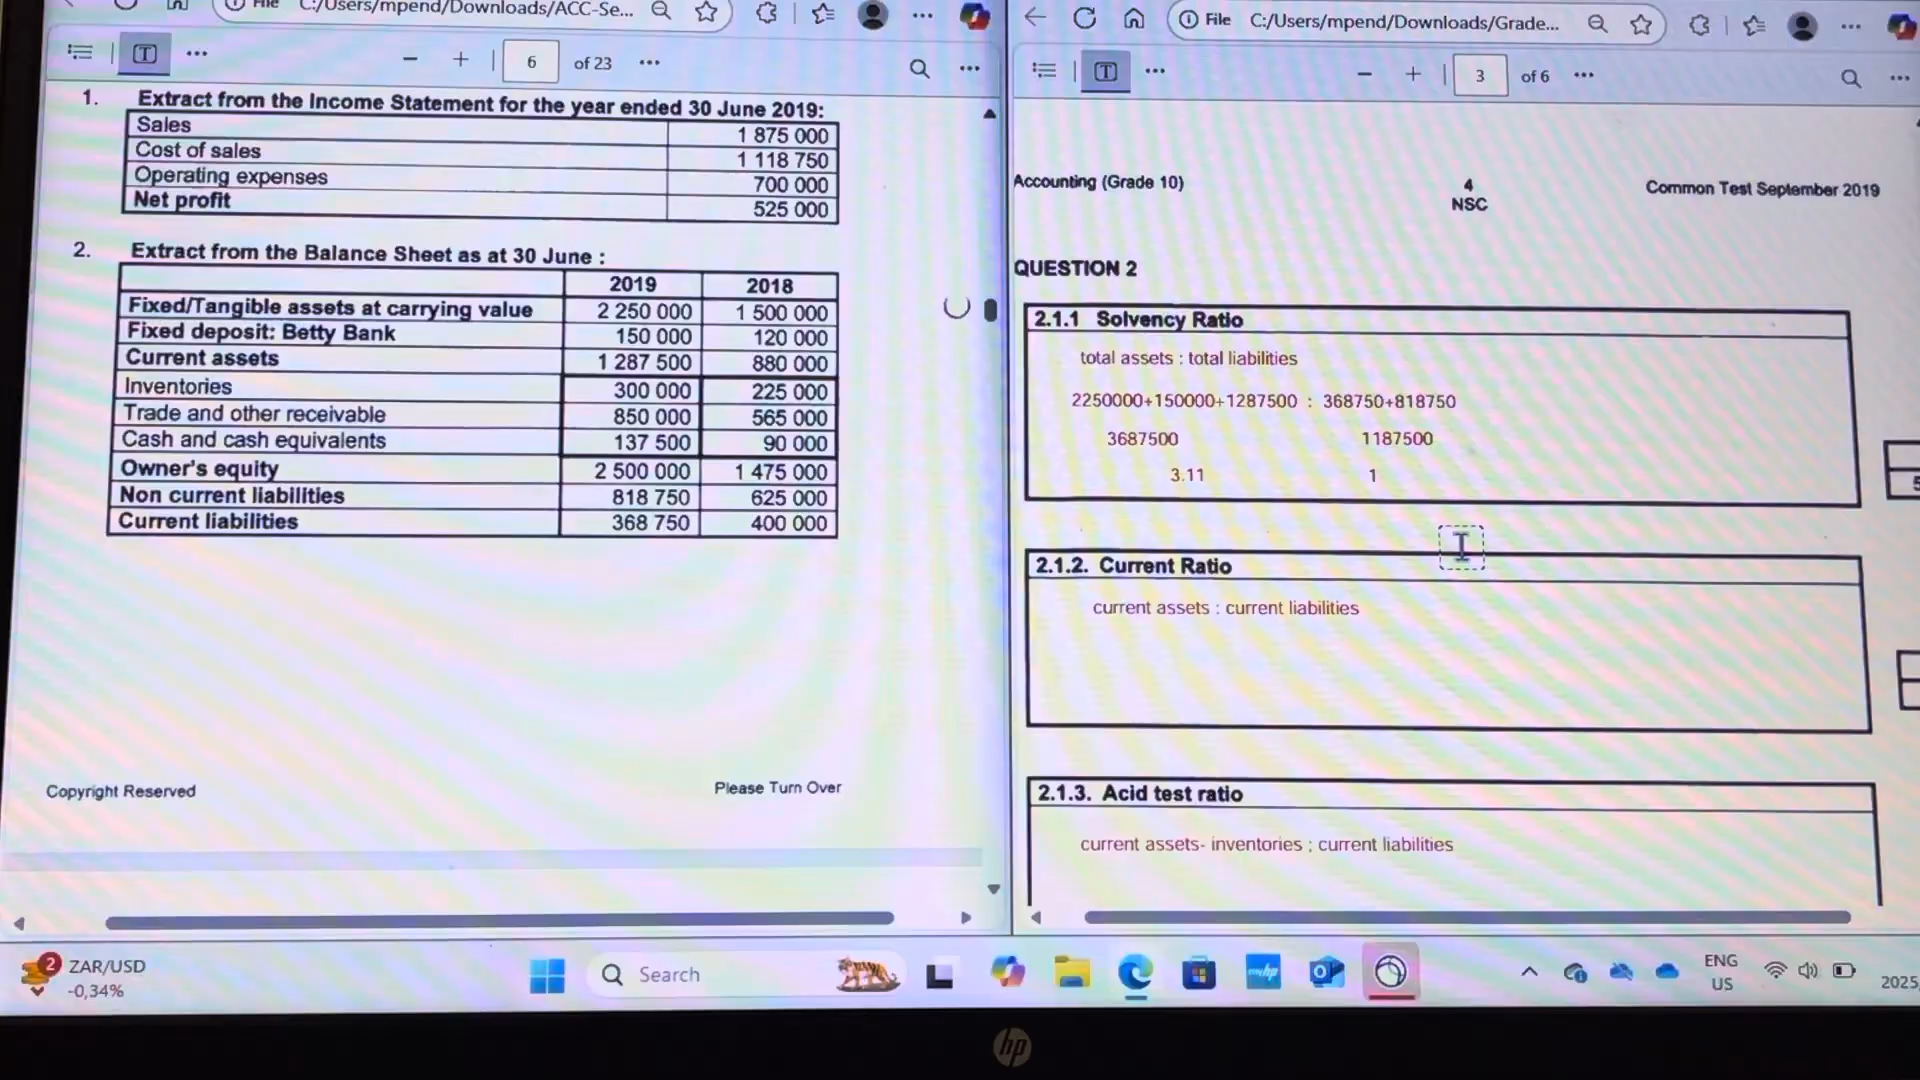 File C:/Users/mpend/Downloads/ACC-Se...
6 of 23
1. Extract from the Income Statement for the year ended 30 June 2019:
Sales 1 875 000
Cost of sales 1 118 750
Operating expenses 700 000
Net profit 525 000
2. Extract from the Balance Sheet as at 30 June :
2019 2018
Fixed/Tangible assets at carrying value 2 250 000 1 500 000
Fixed deposit: Betty Bank 150 000 120 000
Current assets 1 287 500 880 000
Inventories 300 000 225 000
Trade and other receivable 850 000 565 000
Cash and cash equivalents 137 500 90 000
Owner's equity 2 500 000 1 475 000
Non current liabilities 818 750 625 000
Current liabilities 368 750 400 000
Copyright Reserved Please Turn Over
File C:/Users/mpend/Downloads/Grade...
3 of 6
Accounting (Grade 10) 4 Common Test September 2019
NSC
QUESTION 2
2.1.1 Solvency Ratio
total assets : total liabilities
2250000+150000+1287500 : 368750+818750
3687500 1187500
3.11 1
5
2.1.2. Current Ratio
current assets : current liabilities
2.1.3. Acid test ratio
current assets- inventories ; current liabilities
2 ZAR/USD
-0,34%
Search
myhp
ENG
US
2025
hp